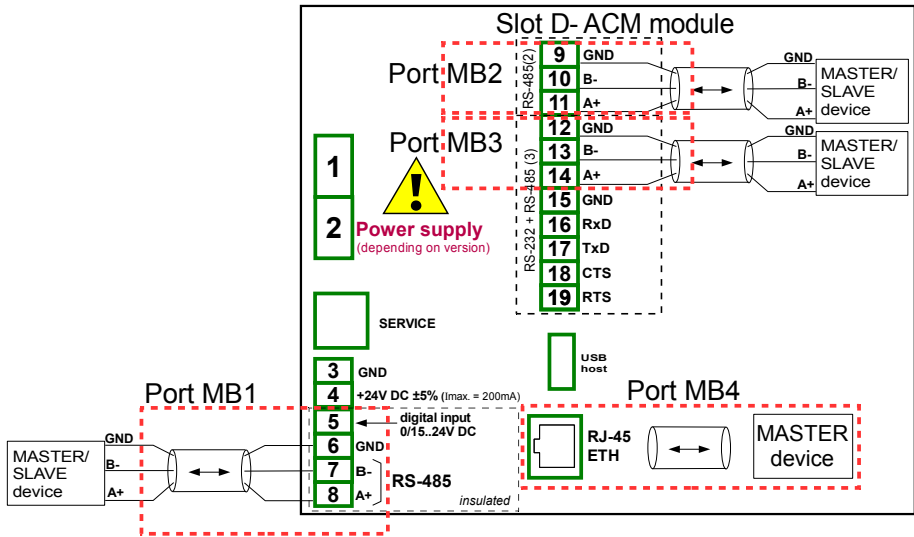 Slot D- ACM module
Port MB2
RS-485(2)
9 GND
10 B-
11 A+
GND
B-
A+
MASTER/
SLAVE
device
Port MB3
RS-232 + RS-485 (3)
12 GND
13 B-
14 A+
15 GND
16 RxD
17 TxD
18 CTS
19 RTS
GND
B-
A+
MASTER/
SLAVE
device
1
2
!
Power supply
(depending on version)
SERVICE
USB
host
3 GND
4 +24V DC ±5% (Imax. = 200mA)
5 digital input
0/15..24V DC
6 GND
7 B-
8 A+
RS-485
insulated
Port MB1
GND
B-
A+
MASTER/
SLAVE
device
Port MB4
RJ-45
ETH
MASTER
device